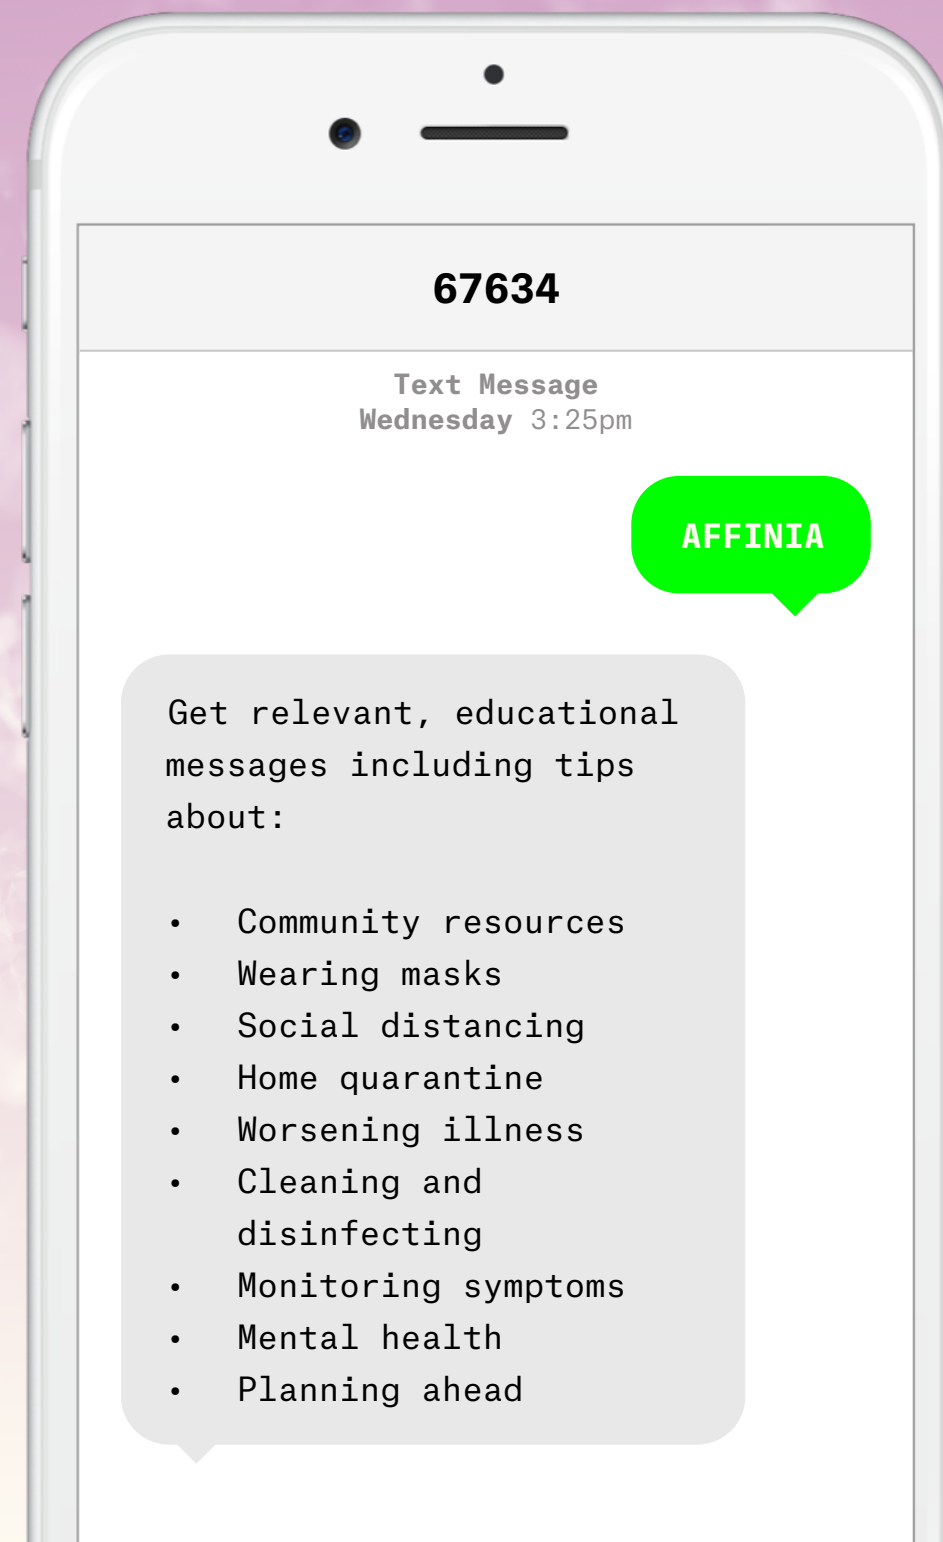 67634
Text Message
Wednesday 3:25pm
AFFINIA
Get relevant, educational
messages including tips
about:
• Community resources
• Wearing masks
• Social distancing
• Home quarantine
• Worsening illness
• Cleaning and
disinfecting
• Monitoring symptoms
• Mental health
• Planning ahead